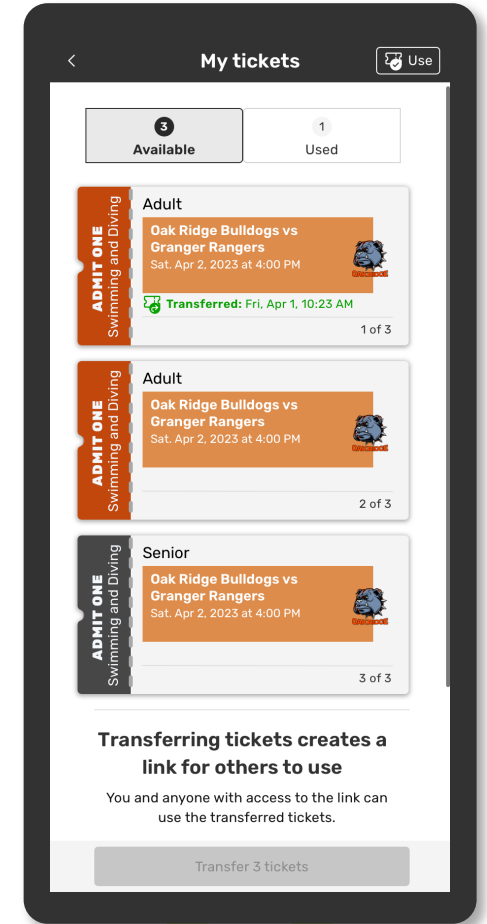 My tickets
Use
3
Available
1
Used
ADMIT ONE
Swimming and Diving
Adult
Oak Ridge Bulldogs vs
Granger Rangers
Sat. Apr 2, 2023 at 4:00 PM
Transferred: Fri, Apr 1, 10:23 AM
1 of 3
ADMIT ONE
Swimming and Diving
Adult
Oak Ridge Bulldogs vs
Granger Rangers
Sat. Apr 2, 2023 at 4:00 PM
2 of 3
ADMIT ONE
Swimming and Diving
Senior
Oak Ridge Bulldogs vs
Granger Rangers
Sat. Apr 2, 2023 at 4:00 PM
3 of 3
Transferring tickets creates a
link for others to use
You and anyone with access to the link can
use the transferred tickets.
Transfer 3 tickets